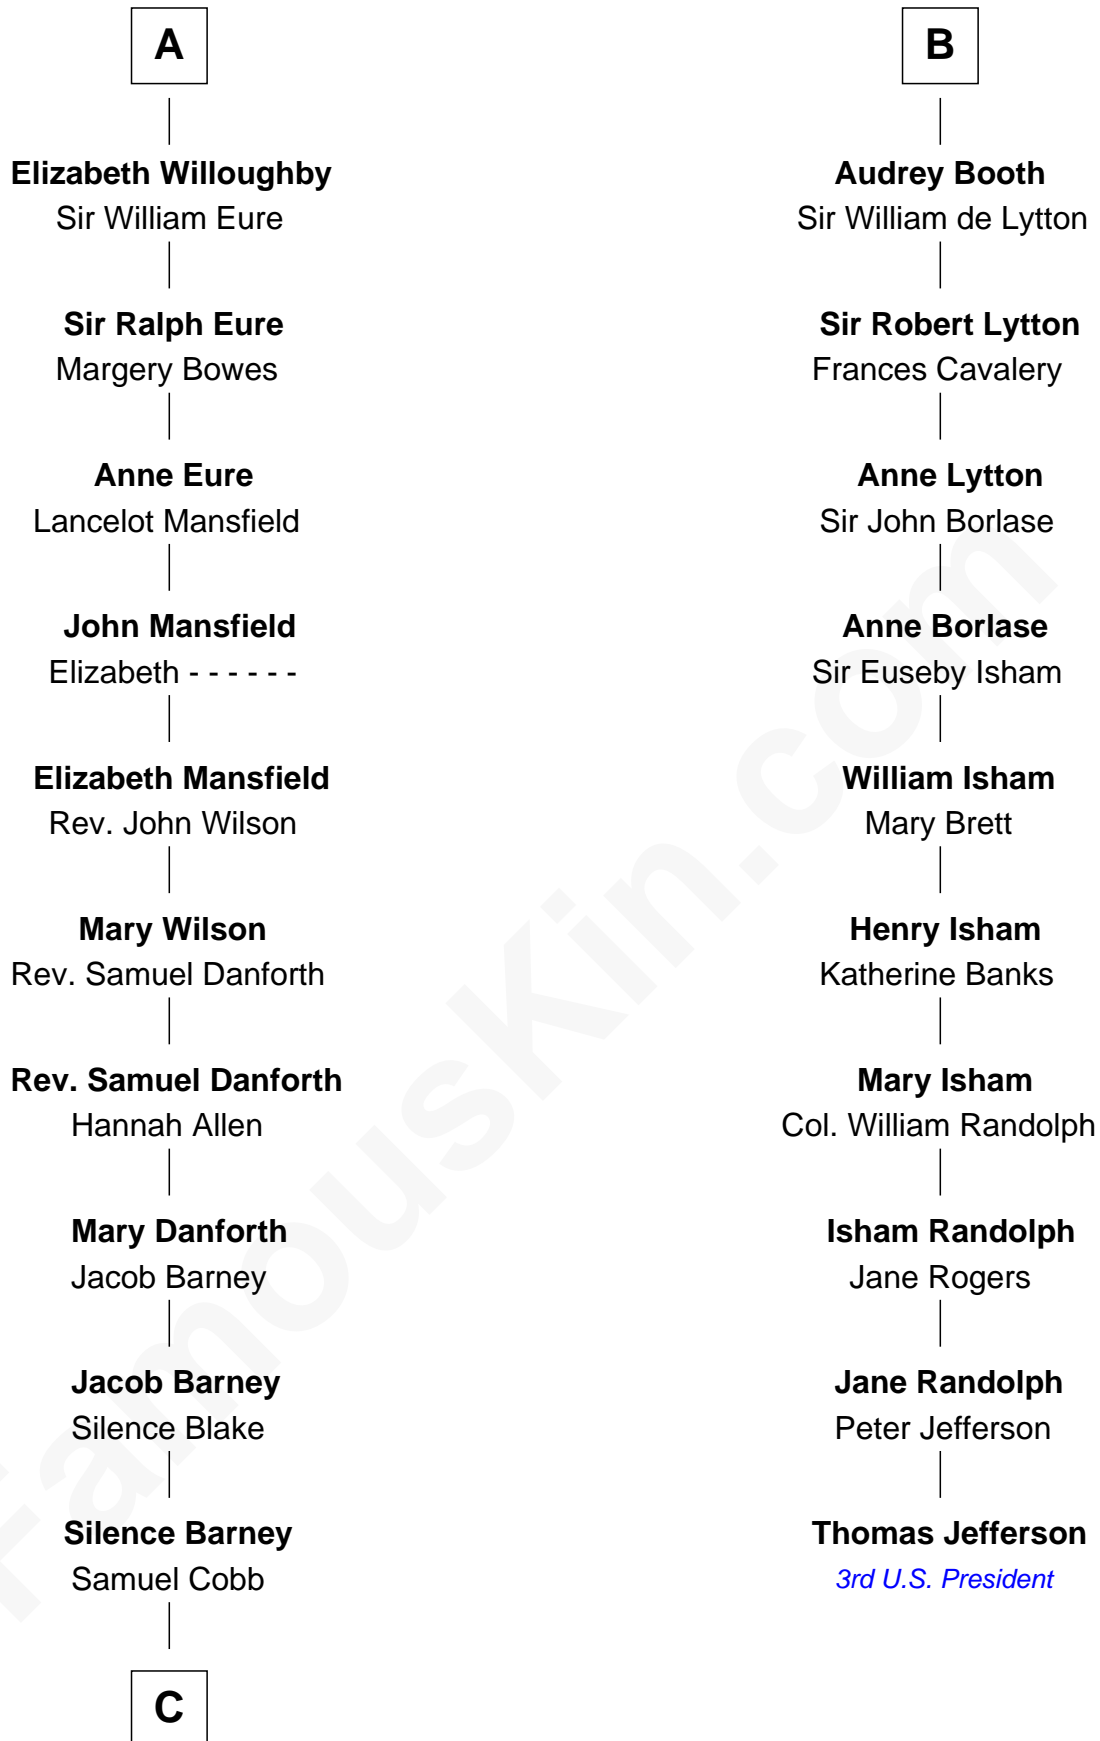 A
Elizabeth Willoughby
Sir William Eure
Sir Ralph Eure
Margery Bowes
Anne Eure
Lancelot Mansfield
John Mansfield
Elizabeth - - - - - -
Elizabeth Mansfield
Rev. John Wilson
Mary Wilson
Rev. Samuel Danforth
Rev. Samuel Danforth
Hannah Allen
Mary Danforth
Jacob Barney
Jacob Barney
Silence Blake
Silence Barney
Samuel Cobb
C
B
Audrey Booth
Sir William de Lytton
Sir Robert Lytton
Frances Cavalery
Anne Lytton
Sir John Borlase
Anne Borlase
Sir Euseby Isham
William Isham
Mary Brett
Henry Isham
Katherine Banks
Mary Isham
Col. William Randolph
Isham Randolph
Jane Rogers
Jane Randolph
Peter Jefferson
Thomas Jefferson
3rd U.S. President
FamousKin.com